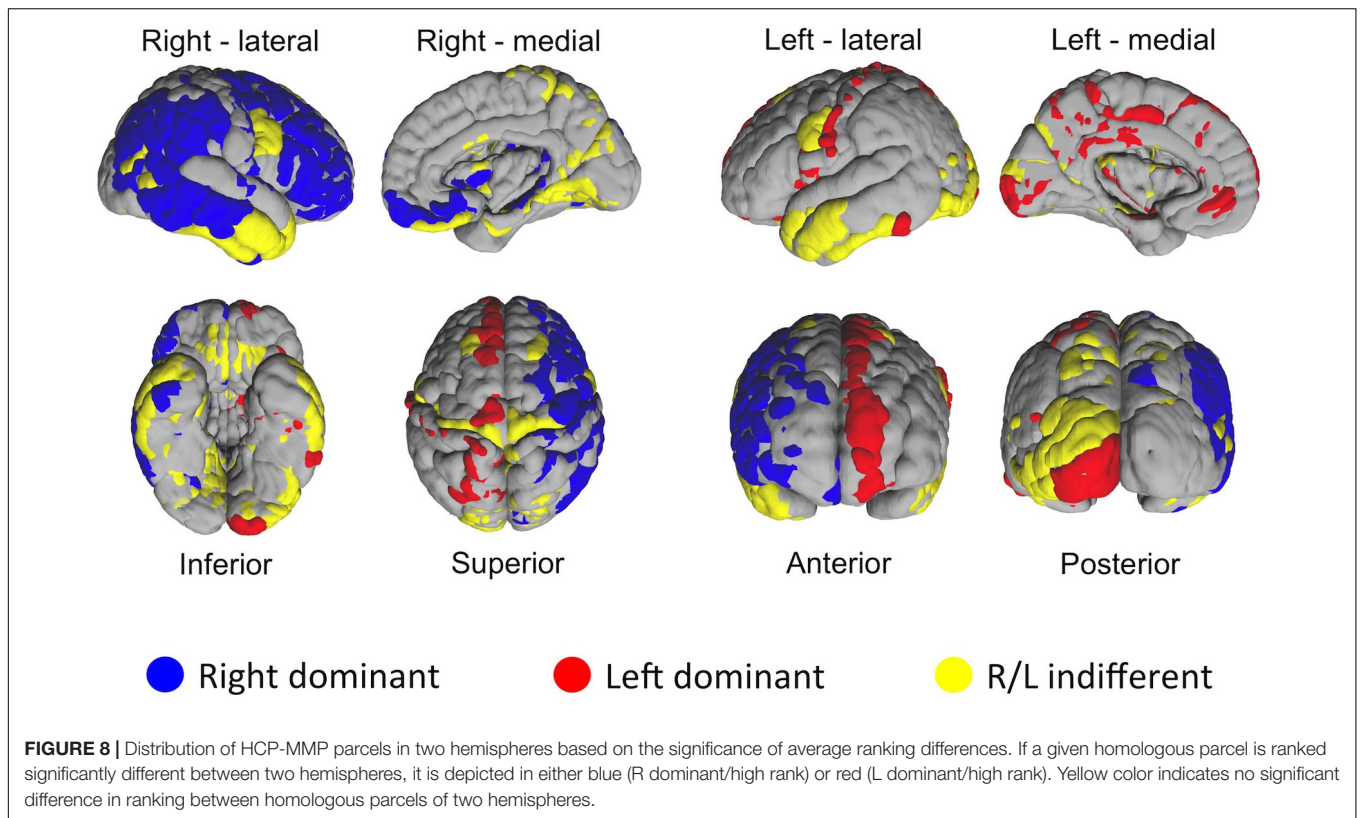 Right - lateral
Right - medial
Left - lateral
Left - medial
Inferior
Superior
Anterior
Posterior
Right dominant
Left dominant
R/L indifferent
FIGURE 8 | Distribution of HCP-MMP parcels in two hemispheres based on the significance of average ranking differences. If a given homologous parcel is ranked
significantly different between two hemispheres, it is depicted in either blue (R dominant/high rank) or red (L dominant/high rank). Yellow color indicates no significant
difference in ranking between homologous parcels of two hemispheres.